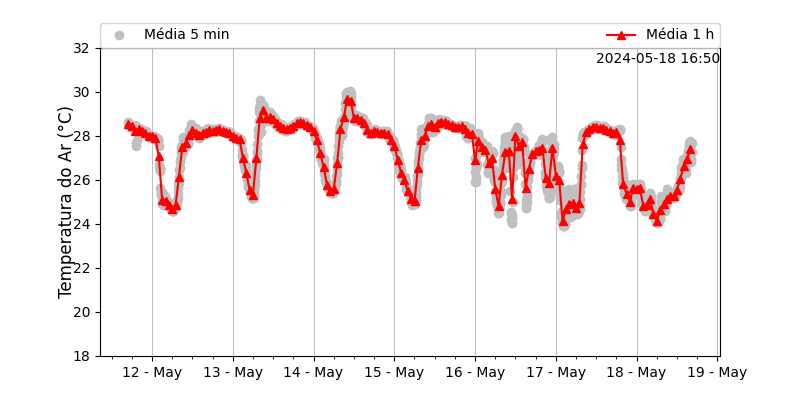 Média 5 min
Média 1 h
2024-05-18 16:50
Temperatura do Ar (°C)
32
30
28
26
24
22
20
18
12 - May
13 - May
14 - May
15 - May
16 - May
17 - May
18 - May
19 - May